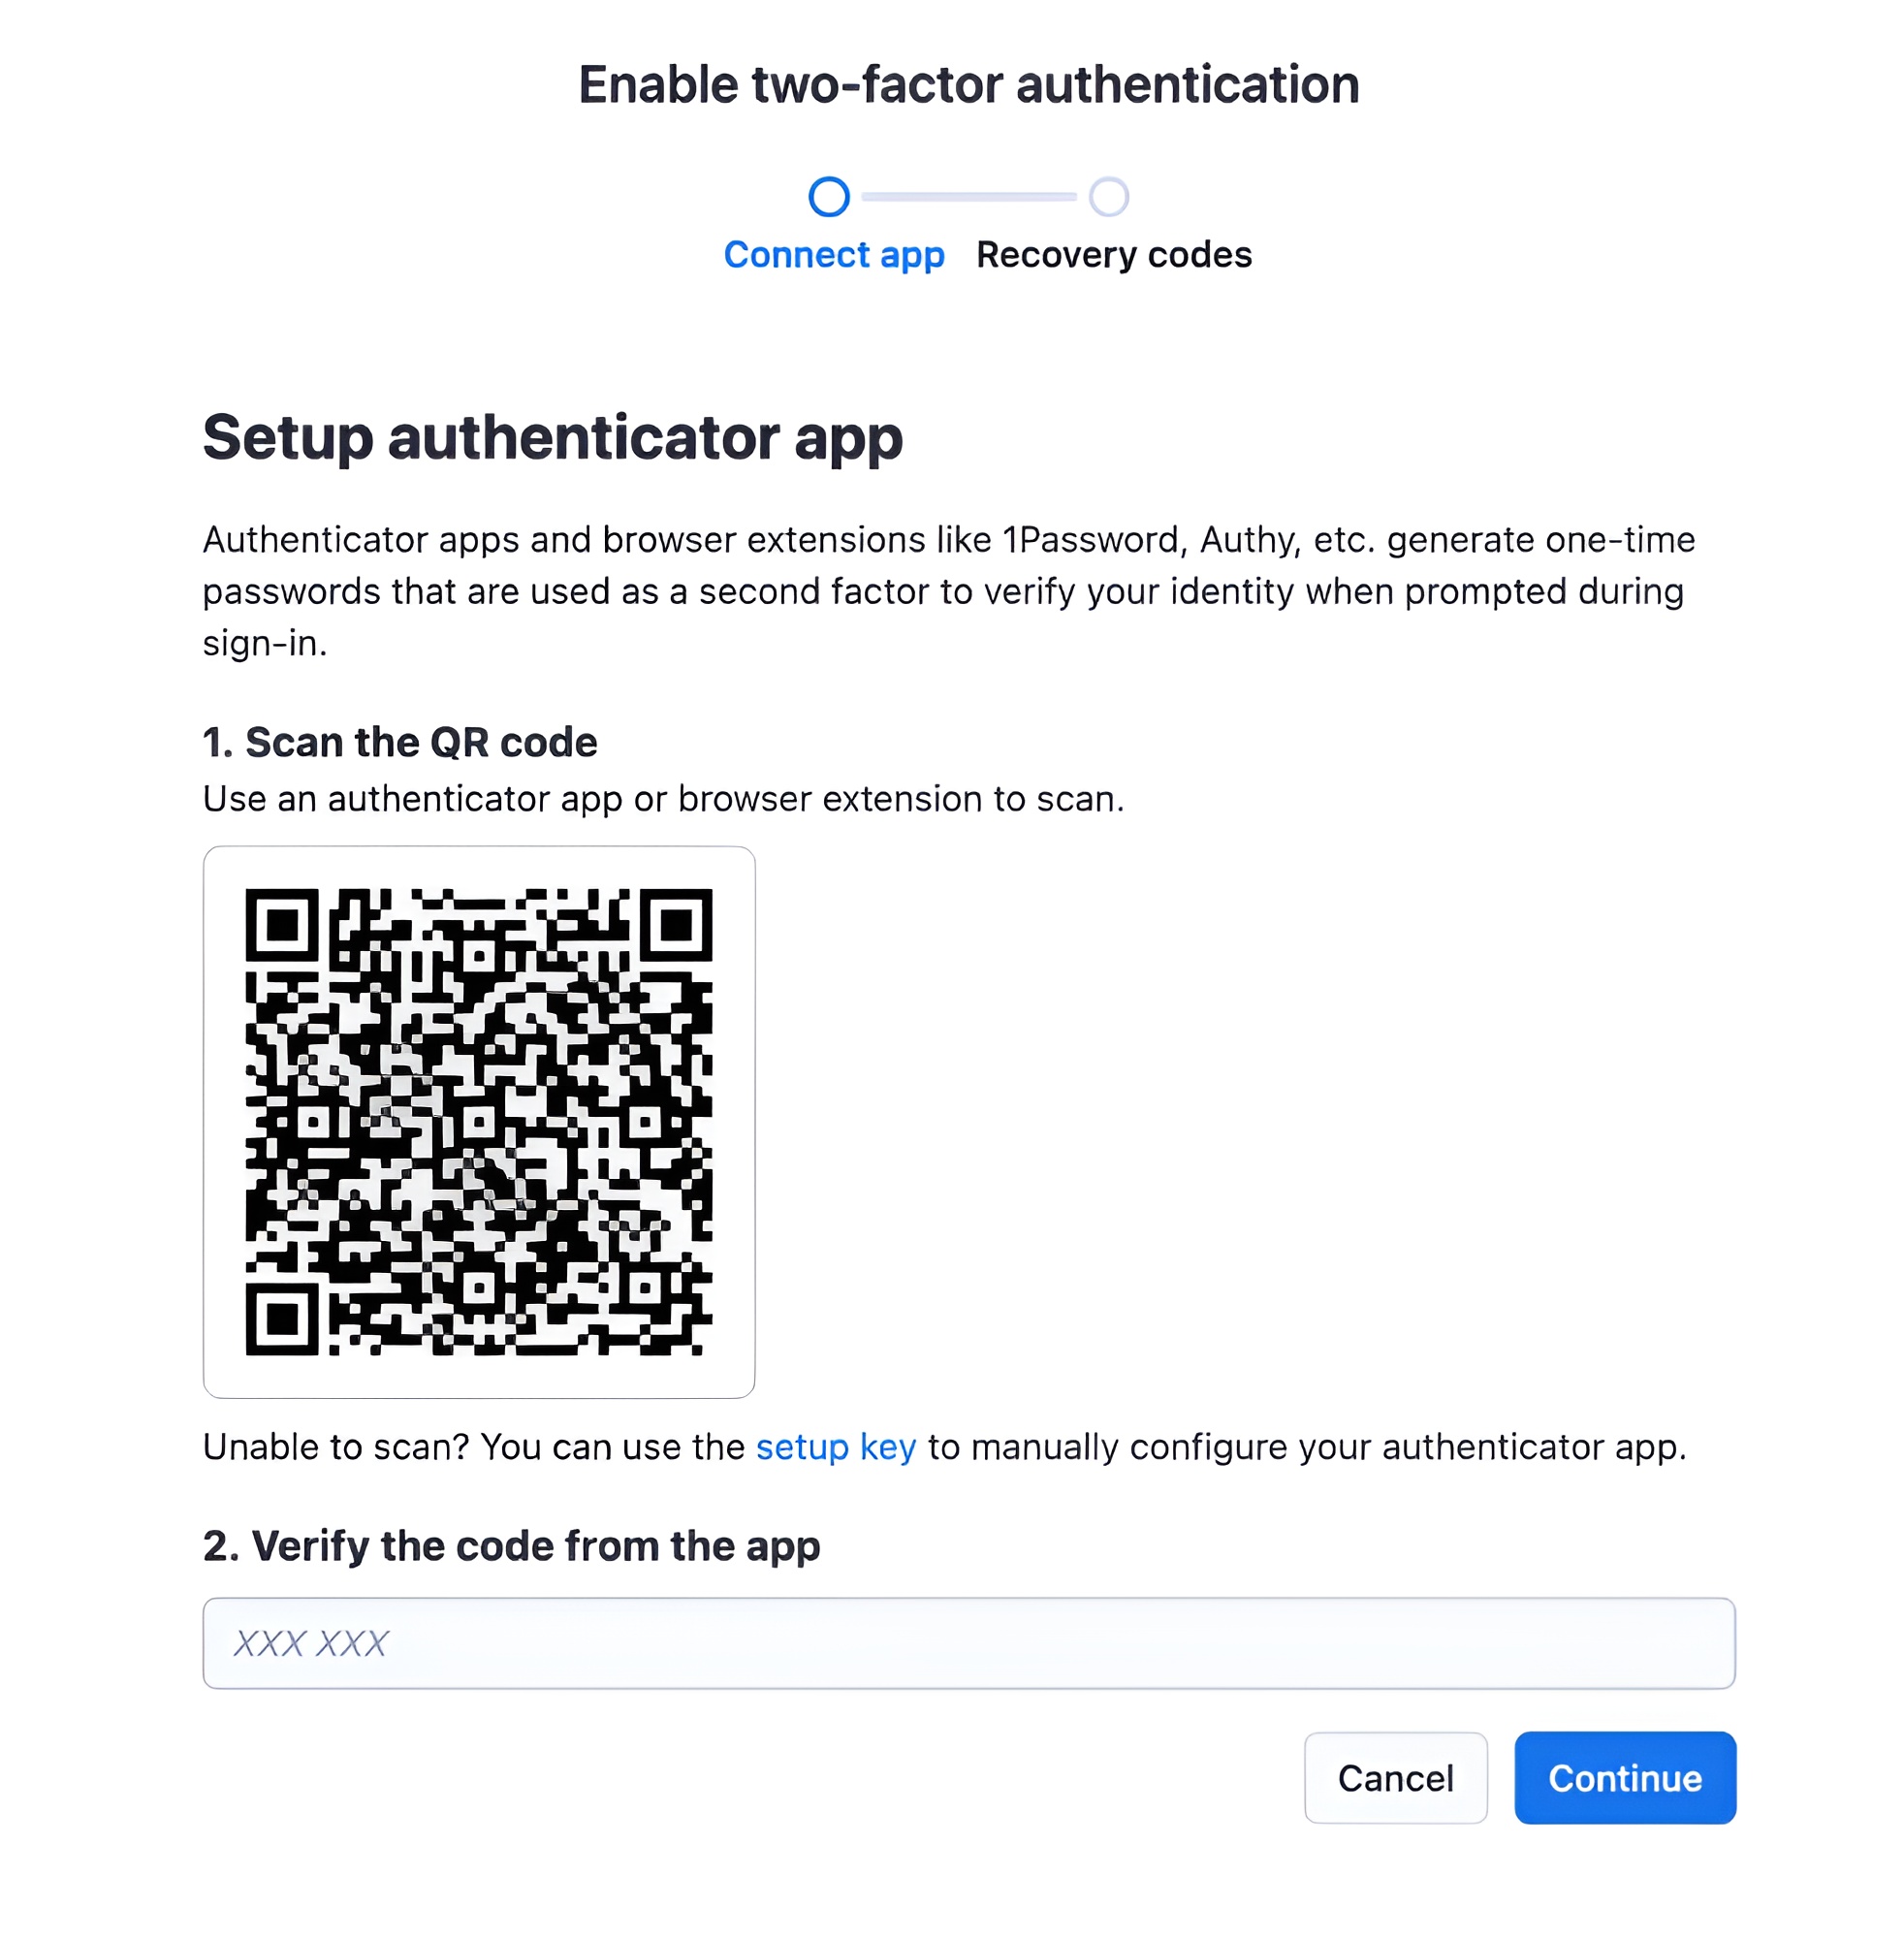 Enable two-factor authentication
Connect app Recovery codes
Setup authenticator app
Authenticator apps and browser extensions like 1Password, Authy, etc. generate one-time
passwords that are used as a second factor to verify your identity when prompted during
sign-in.
1. Scan the QR code
Use an authenticator app or browser extension to scan.
Unable to scan? You can use the setup key to manually configure your authenticator app.
2. Verify the code from the app
XXX XXX
Cancel Continue